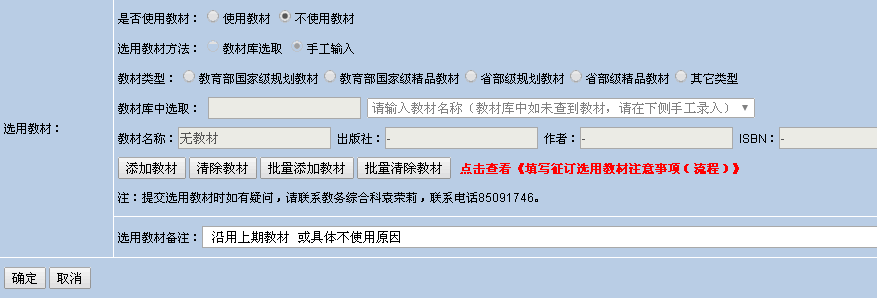 是否使用教材： 使用教材 不使用教材
选用教材方法： 教材库选取 手工输入
教材类型： 教育部国家级规划教材 教育部国家级精品教材 省部级规划教材 省部级精品教材 其它类型
教材库中选取： 请输入教材名称（教材库中如未查到教材，请在下侧手工录入）
选用教材：
教材名称：无教材 出版社：- 作者：- ISBN：-
添加教材 清除教材 批量添加教材 批量清除教材 点击查看《填写征订选用教材注意事项（流程）》
注：提交选用教材时如有疑问，请联系教务综合科袁荣莉，联系电话85091746。
选用教材备注： 沿用上期教材 或具体不使用原因
确定 取消